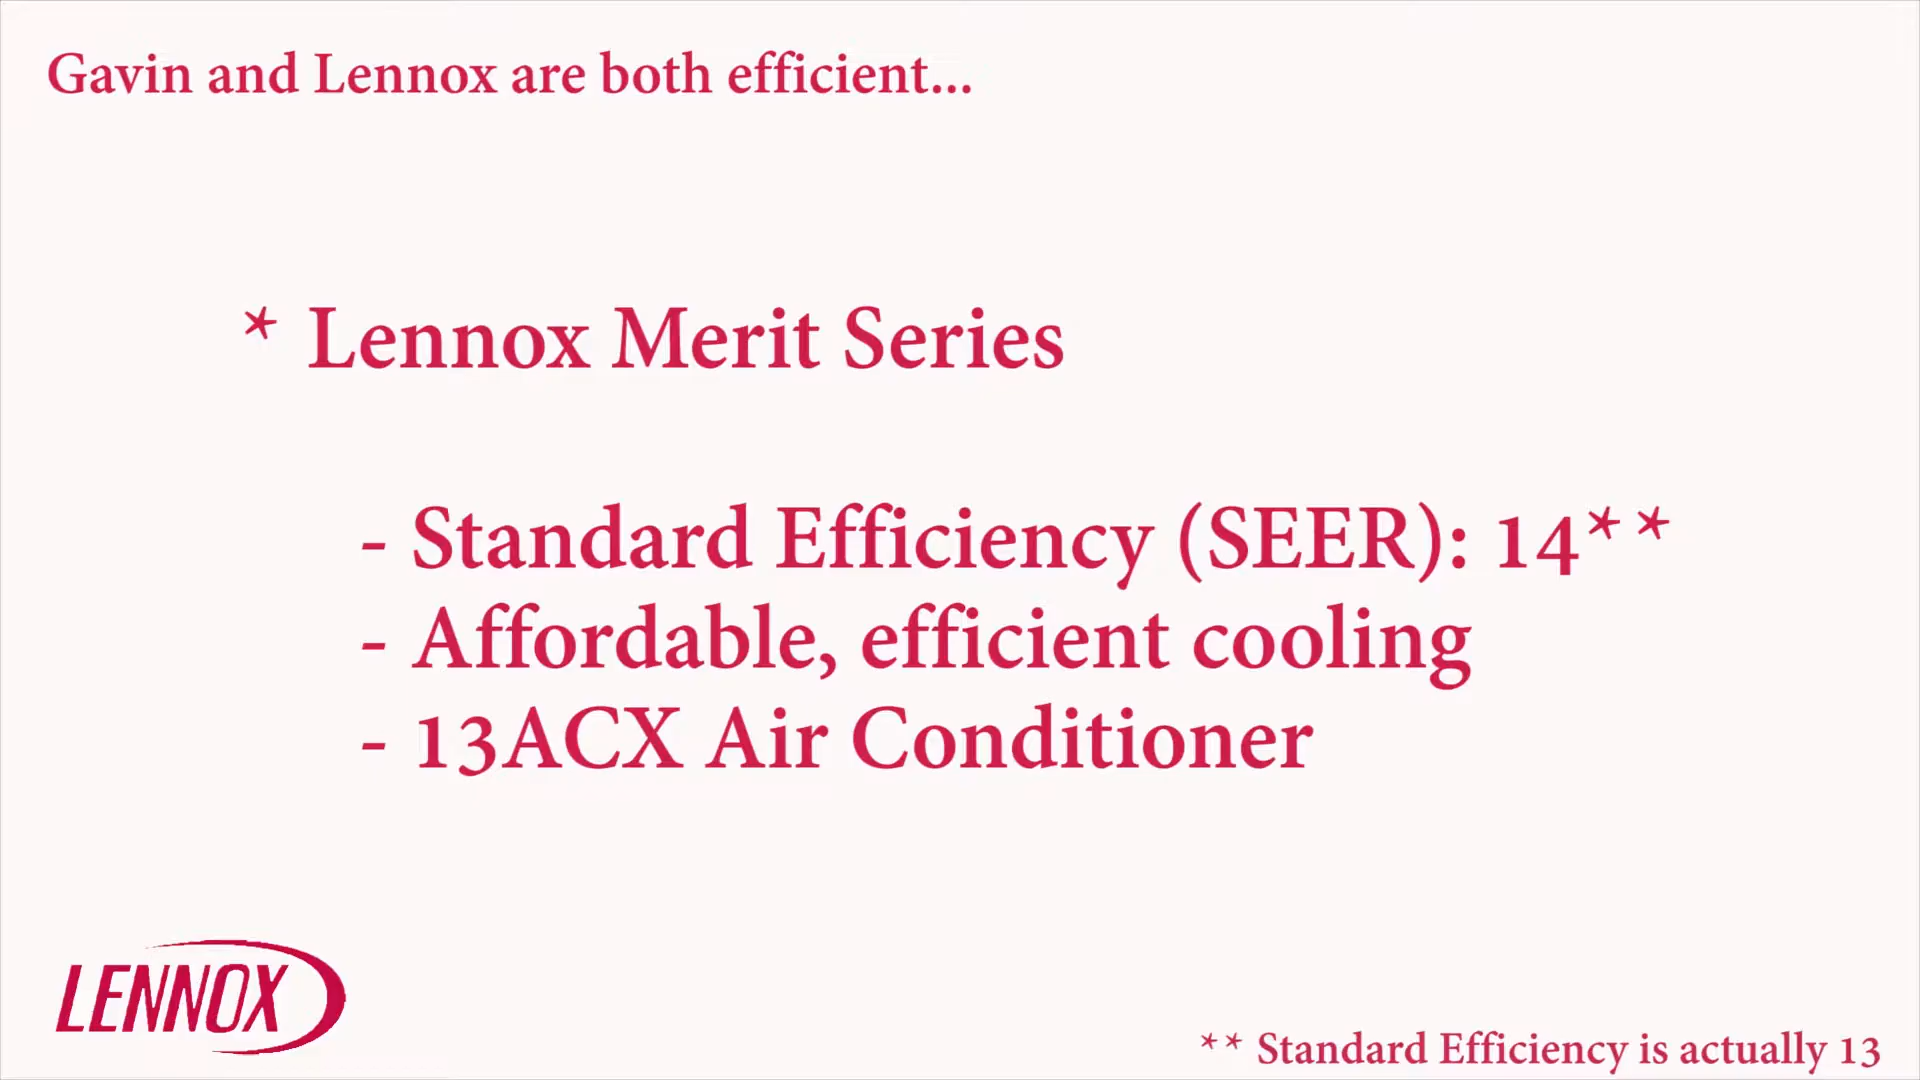 Gavin and Lennox are both efficient...
* Lennox Merit Series
- Standard Efficiency (SEER): 14**
- Affordable, efficient cooling
- 13ACX Air Conditioner
LENNOX
** Standard Efficiency is actually 13